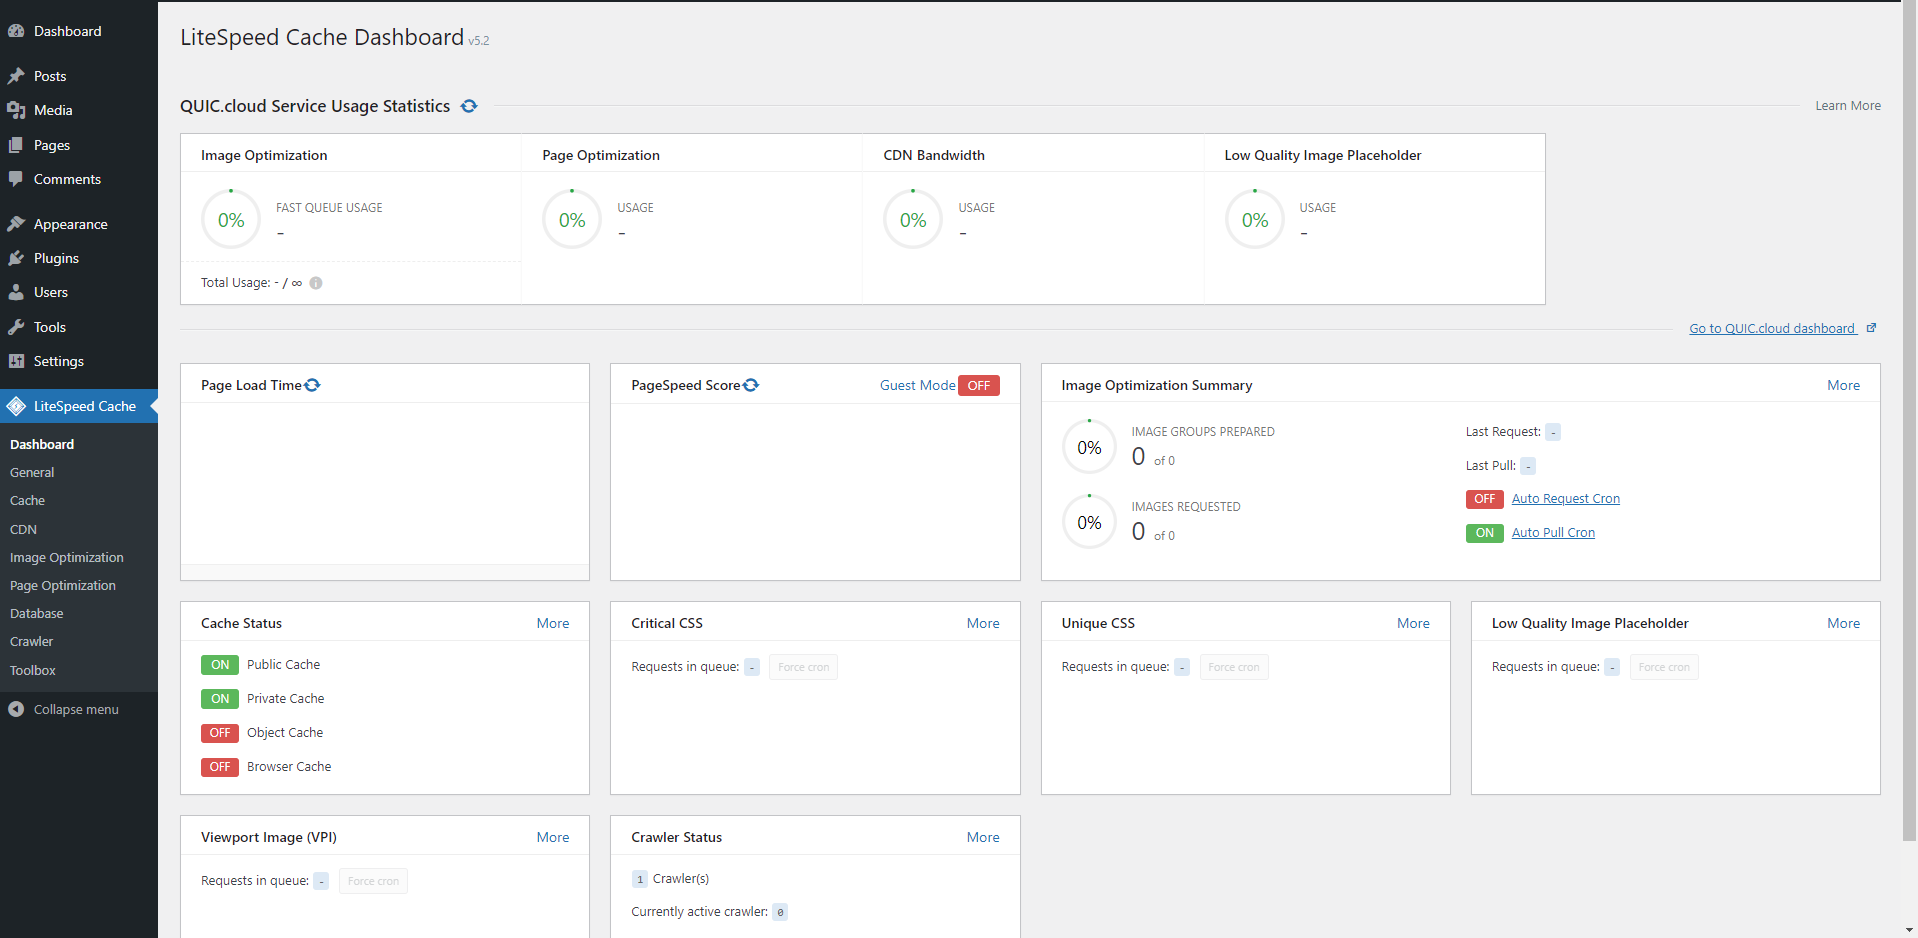 Dashboard
Posts
Media
Pages
Comments
Appearance
Plugins
Users
Tools
Settings
LiteSpeed Cache
Dashboard
General
Cache
CDN
Image Optimization
Page Optimization
Database
Crawler
Toolbox
Collapse menu
LiteSpeed Cache Dashboard v5.2
QUIC.cloud Service Usage Statistics
Learn More
Image Optimization
0%
FAST QUEUE USAGE
-
Total Usage: - / ∞
Page Optimization
0%
USAGE
-
CDN Bandwidth
0%
USAGE
-
Low Quality Image Placeholder
0%
USAGE
-
Go to QUIC.cloud dashboard
Page Load Time
PageSpeed Score
Guest Mode OFF
Image Optimization Summary
More
0%
IMAGE GROUPS PREPARED
0 of 0
0%
IMAGES REQUESTED
0 of 0
Last Request: -
Last Pull: -
OFF Auto Request Cron
ON Auto Pull Cron
Cache Status
More
ON Public Cache
ON Private Cache
OFF Object Cache
OFF Browser Cache
Critical CSS
More
Requests in queue: - Force cron
Unique CSS
More
Requests in queue: - Force cron
Low Quality Image Placeholder
More
Requests in queue: - Force cron
Viewport Image (VPI)
More
Requests in queue: - Force cron
Crawler Status
More
1 Crawler(s)
Currently active crawler: 0